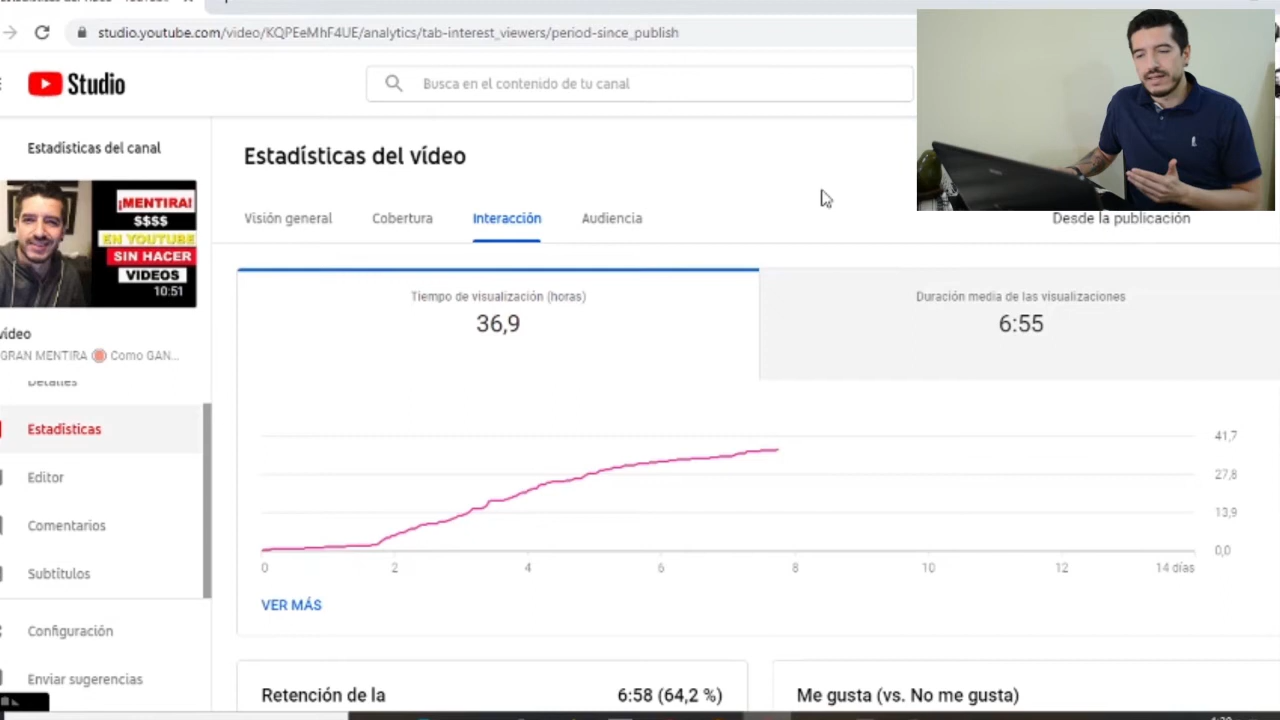 studio.youtube.com/video/KQPEeMhF4UE/analytics/tab-interest_viewers/period-since_publish
Studio
Busca en el contenido de tu canal
Estadísticas del canal
¡MENTIRA!
$$$$
EN YOUTUBE
SIN HACER
VIDEOS
10:51
vídeo
GRAN MENTIRA 🔴 Como GAN...
Detalles
Estadísticas
Editor
Comentarios
Subtítulos
Configuración
Enviar sugerencias
Estadísticas del vídeo
Visión general
Cobertura
Interacción
Audiencia
Desde la publicación
Tiempo de visualización (horas)
36,9
Duración media de las visualizaciones
6:55
41,7
27,8
13,9
0,0
0 2 4 6 8 10 12 14 días
VER MÁS
Retención de la 6:58 (64,2 %)
Me gusta (vs. No me gusta)